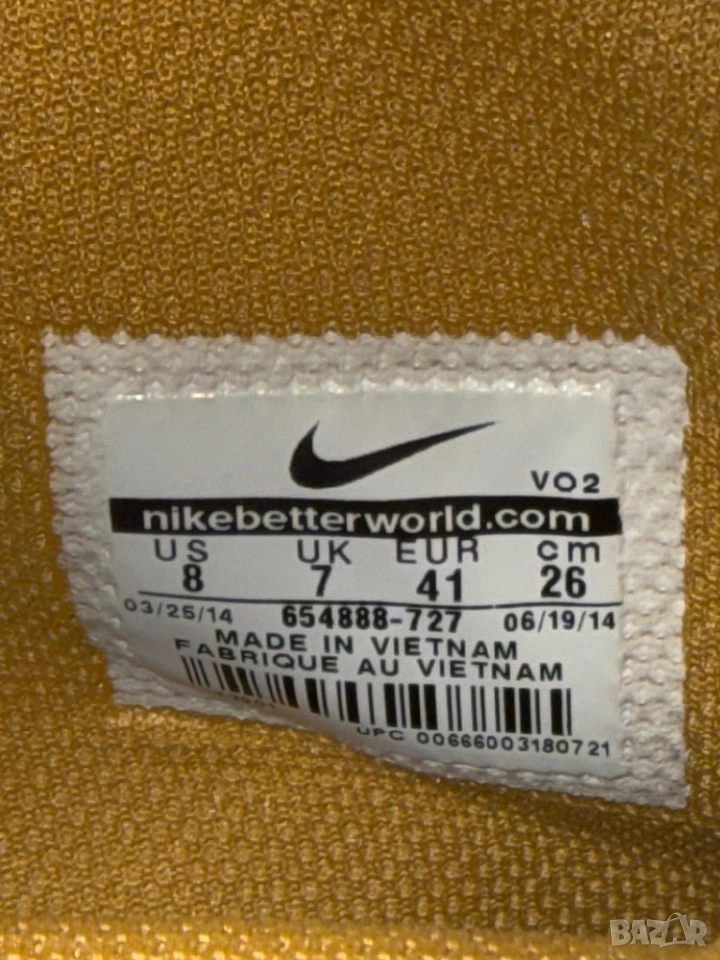 VO2
nikebetterworld.com
US UK EUR cm
8 7 41 26
03/25/14 654888-727 06/19/14
MADE IN VIETNAM
FABRIQUE AU VIETNAM
UPC 00666003180721
BAZAR